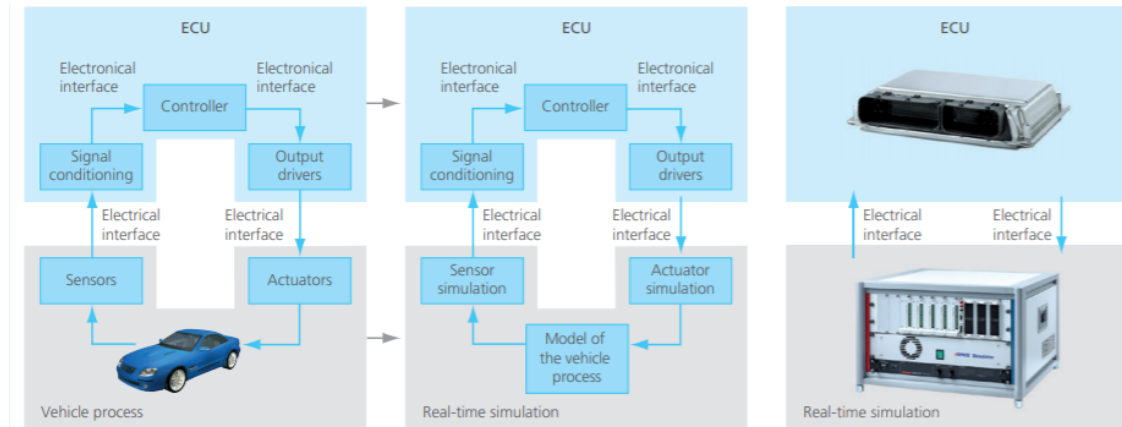 ECU
Electronical
interface
Electronical
interface
Controller
Signal
conditioning
Output
drivers
Electrical
interface
Electrical
interface
Sensors
Actuators
Vehicle process
ECU
Electronical
interface
Electronical
interface
Controller
Signal
conditioning
Output
drivers
Electrical
interface
Electrical
interface
Sensor
simulation
Actuator
simulation
Model of
the vehicle
process
Real-time simulation
ECU
Electrical
interface
Electrical
interface
Real-time simulation